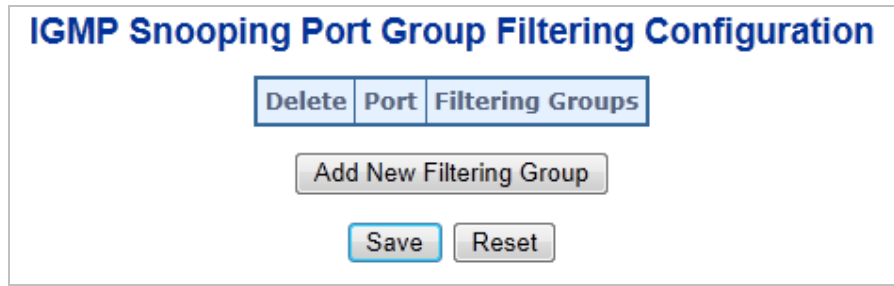 IGMP Snooping Port Group Filtering Configuration
Delete Port Filtering Groups
Add New Filtering Group
Save Reset